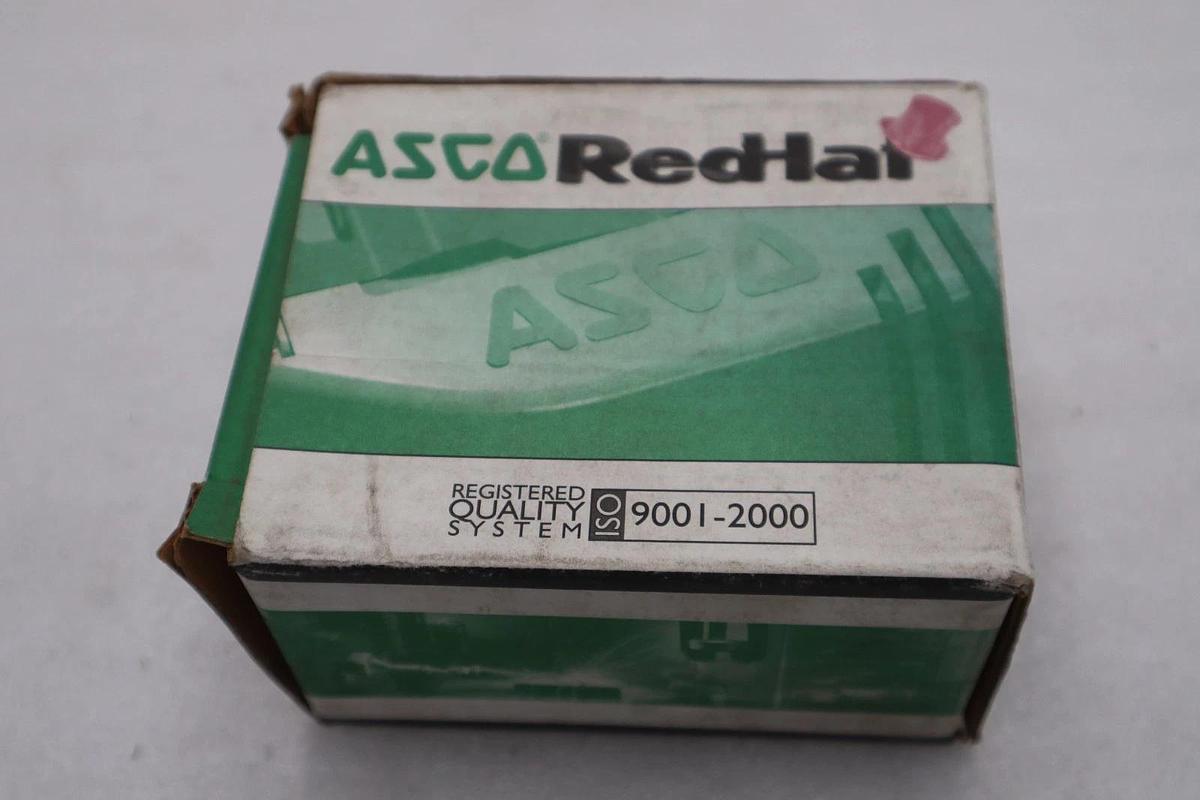 ASCO® RedHat
ASCO
REGISTERED
QUALITY
SYSTEM
ISO 9001-2000